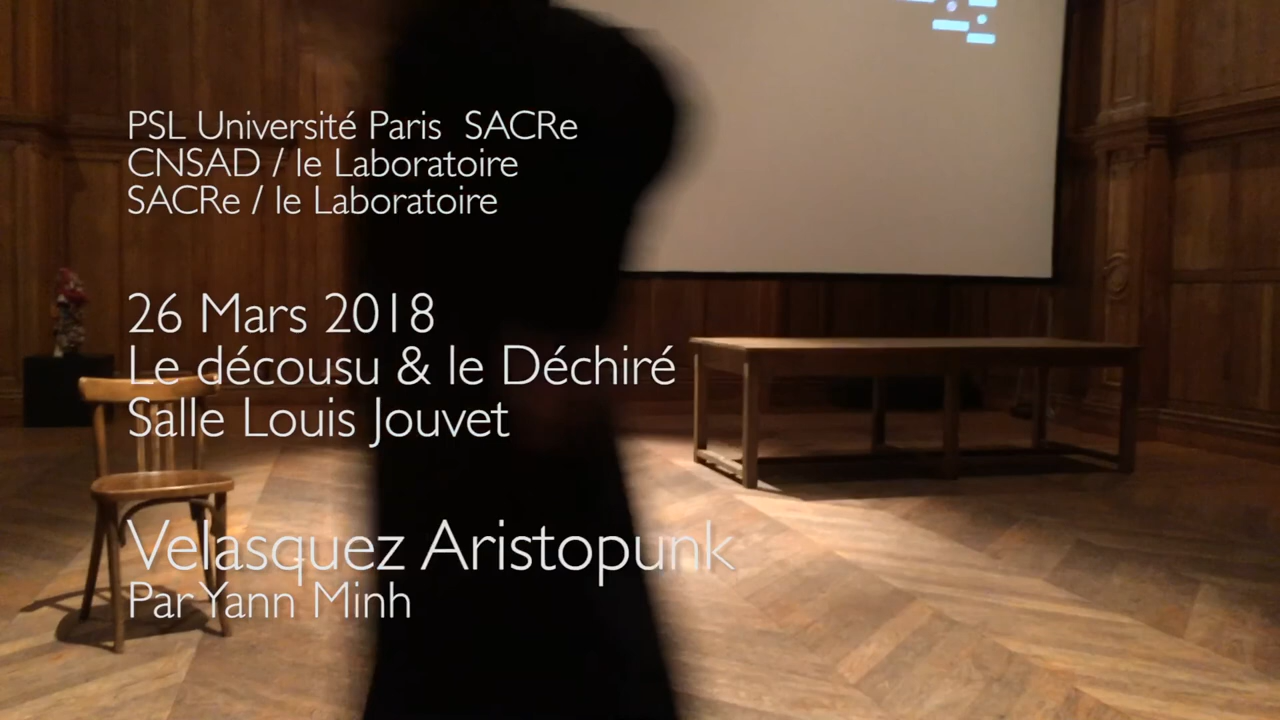 PSL Université Paris  SACRe
CNSAD / le Laboratoire
SACRe / le Laboratoire
26 Mars 2018
Le décousu & le Déchiré
Salle Louis Jouvet
Velasquez Aristopunk
Par Yann Minh